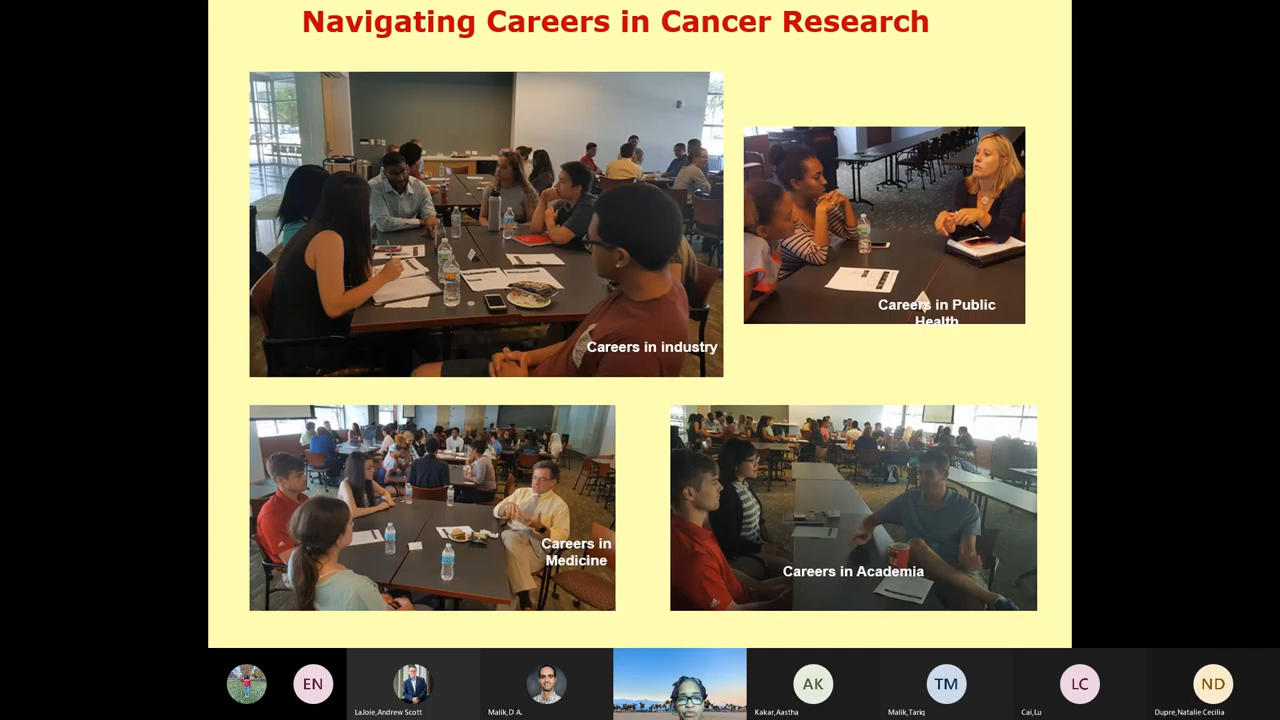 Navigating Careers in Cancer Research
Careers in industry
Careers in Public
Health
Careers in
Medicine
Careers in Academia
EN
AK
TM
LC
ND
LaJoie,Andrew Scott
Malik,D A.
Kakar,Aastha
Malik,Tariq
Cai,Lu
Dupre,Natalie Cecilia